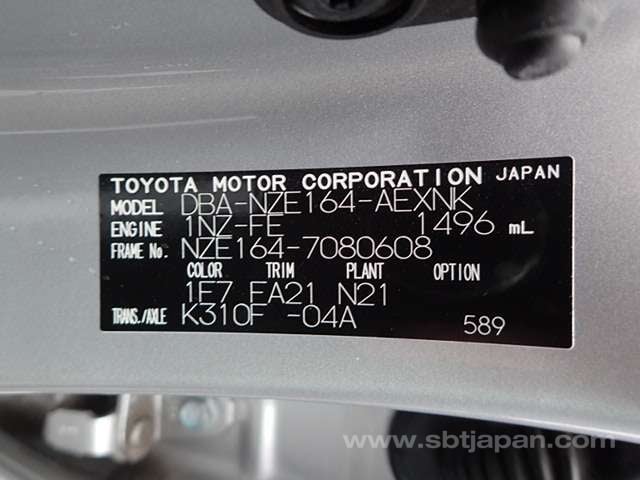 TOYOTA MOTOR CORPORATION JAPAN
MODEL DBA-NZE164-AEXNK
ENGINE 1NZ-FE 1496 mL
FRAME No. NZE164-7080608
COLOR TRIM PLANT OPTION
1F7 FA21 N21
TRANS./AXLE K310F -04A 589
www.sbtjapan.com